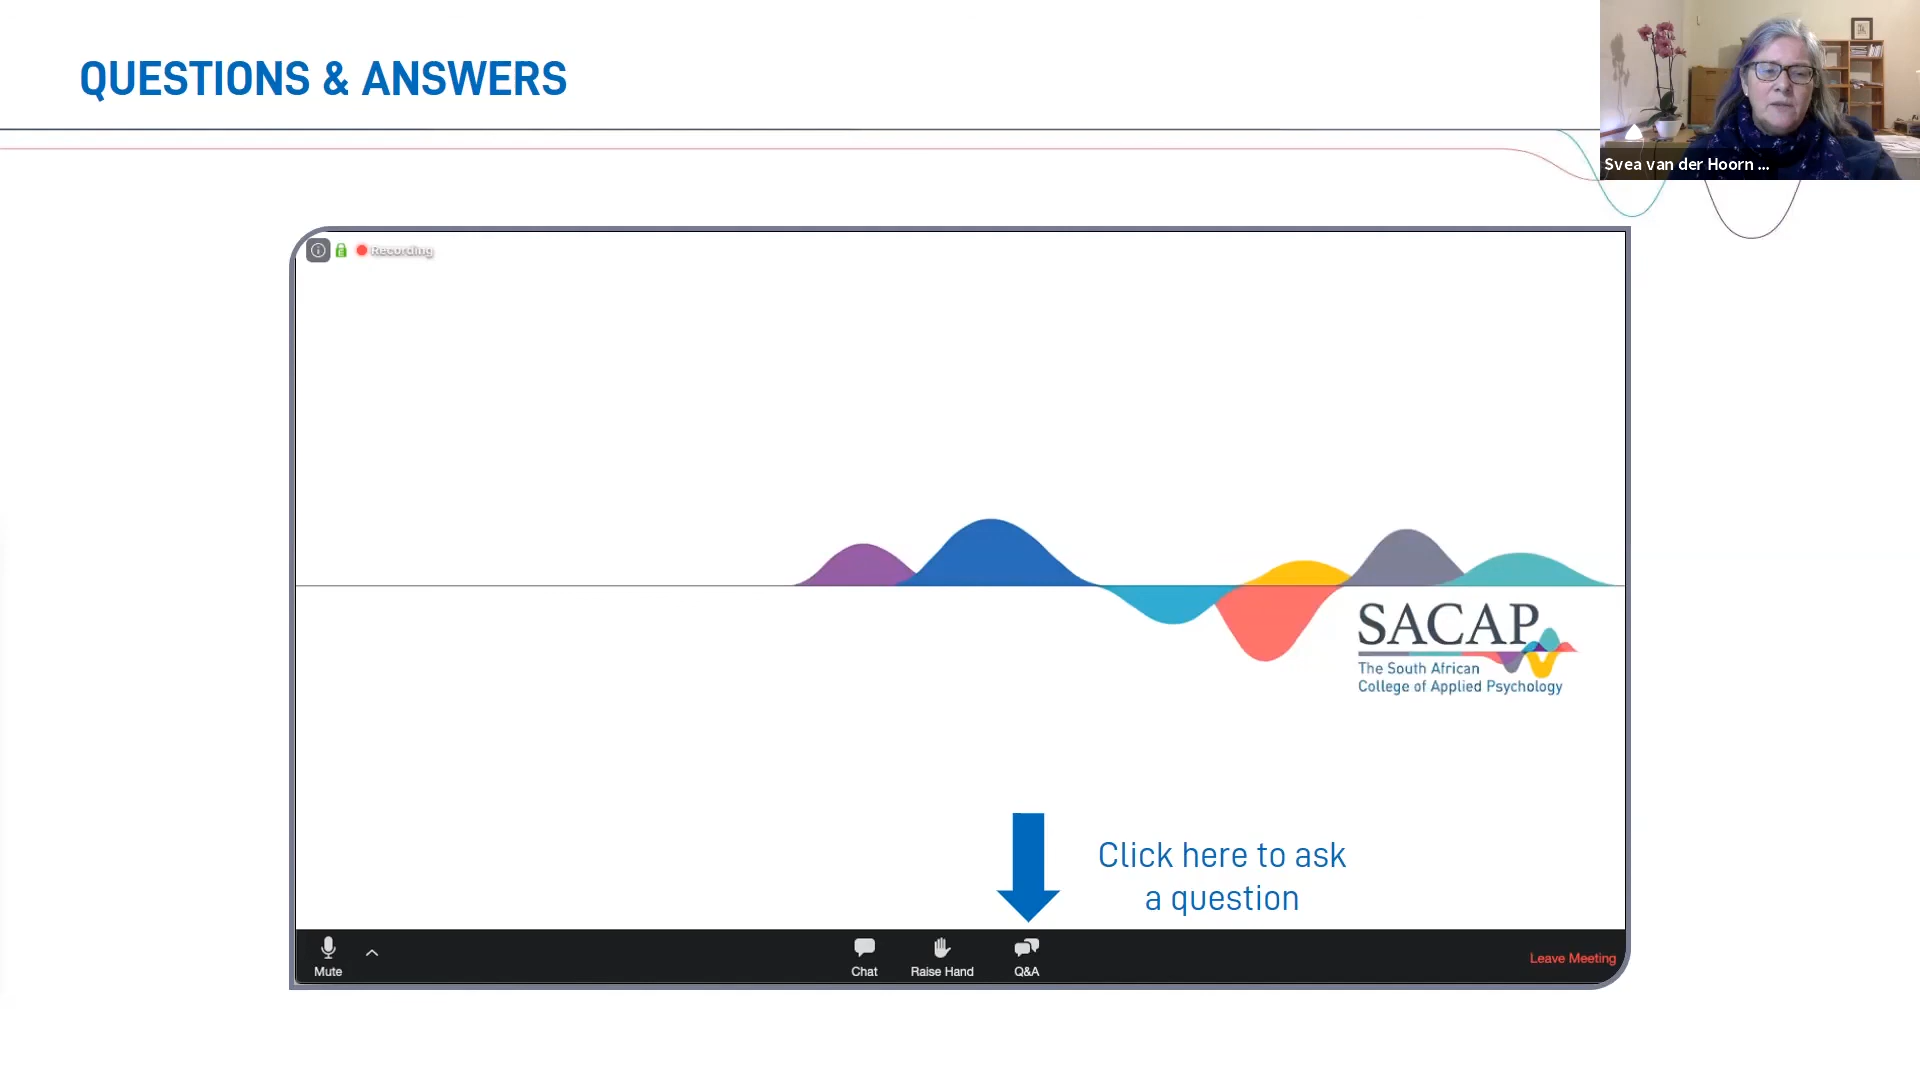 QUESTIONS & ANSWERS
Svea van der Hoorn ...
Recording
SACAP
The South African
College of Applied Psychology
Click here to ask
a question
Mute
Chat
Raise Hand
Q&A
Leave Meeting